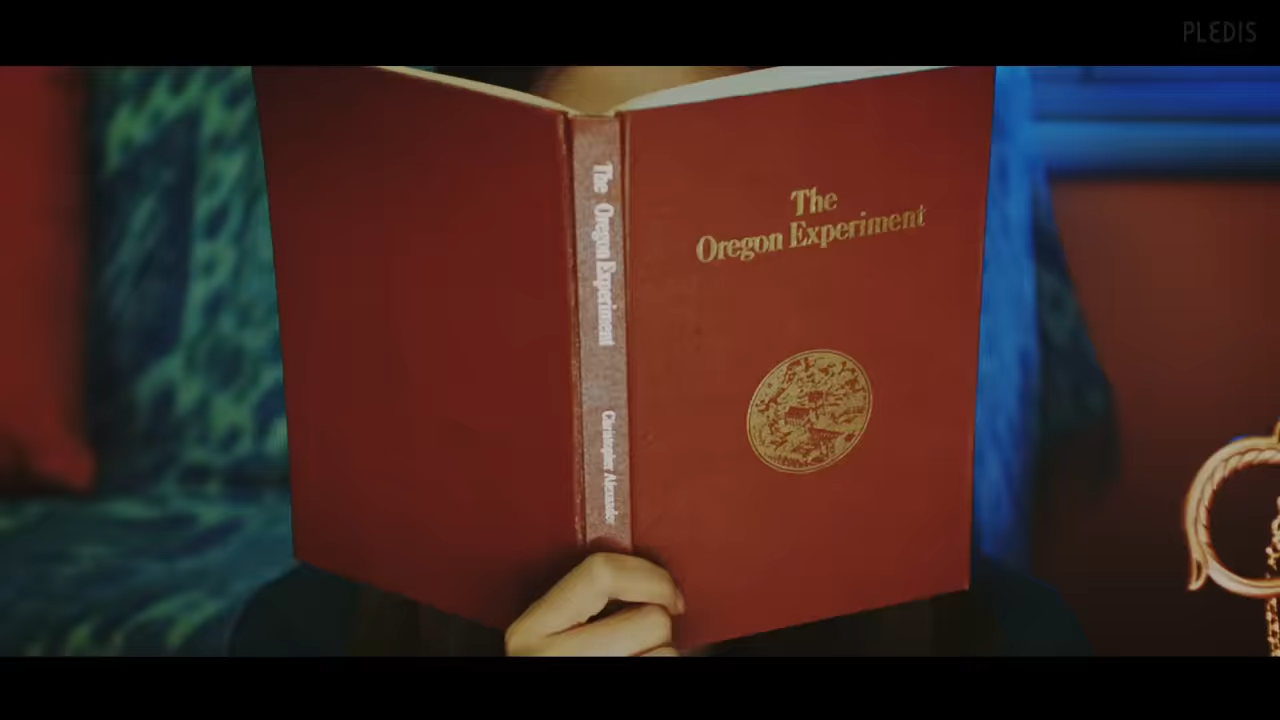 PLEDIS
The
Oregon Experiment
The Oregon Experiment
Christopher Alexander